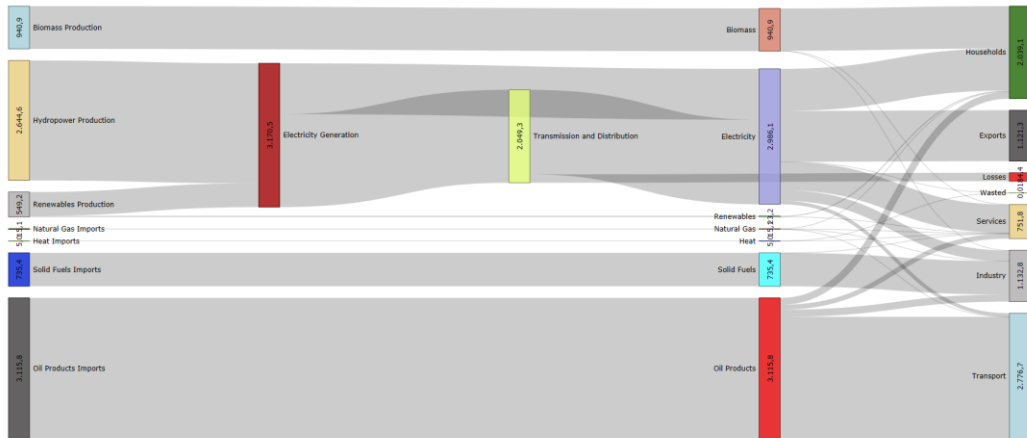 940,9
Biomass Production
2.644,6
Hydropower Production
549,2
Renewables Production
Natural Gas Imports
Heat Imports
735,4
Solid Fuels Imports
3.115,8
Oil Products Imports
3.170,5
Electricity Generation
2.049,3
Transmission and Distribution
Biomass
940,9
Electricity
2.986,1
Renewables
Natural Gas
Heat
Solid Fuels
735,4
Oil Products
3.115,8
Households
2.039,1
Exports
1.121,3
Losses
Wasted
Services
751,8
Industry
1.132,8
Transport
2.776,7